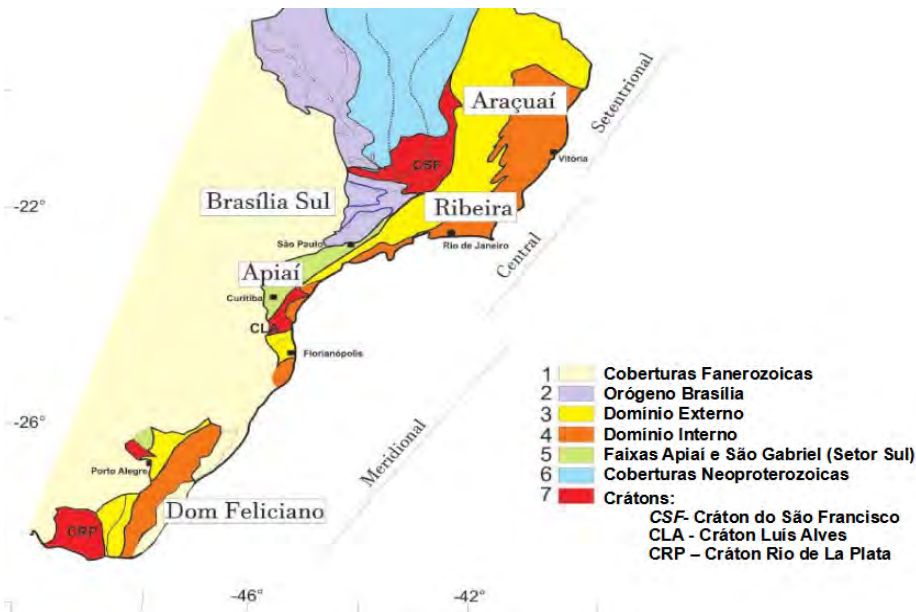 Setentrional
Araçuaí
Vitória
CSF
-22°
Brasília Sul
Ribeira
São Paulo
Rio de Janeiro
Central
Apiaí
Curitiba
CLA
Florianópolis
1 Coberturas Fanerozoicas
2 Orógeno Brasília
3 Domínio Externo
4 Domínio Interno
5 Faixas Apiaí e São Gabriel (Setor Sul)
6 Coberturas Neoproterozoicas
7 Crátons:
CSF- Cráton do São Francisco
CLA - Cráton Luís Alves
CRP – Cráton Rio de La Plata
-26°
Meridional
Porto Alegre
Dom Feliciano
CRP
-46°
-42°